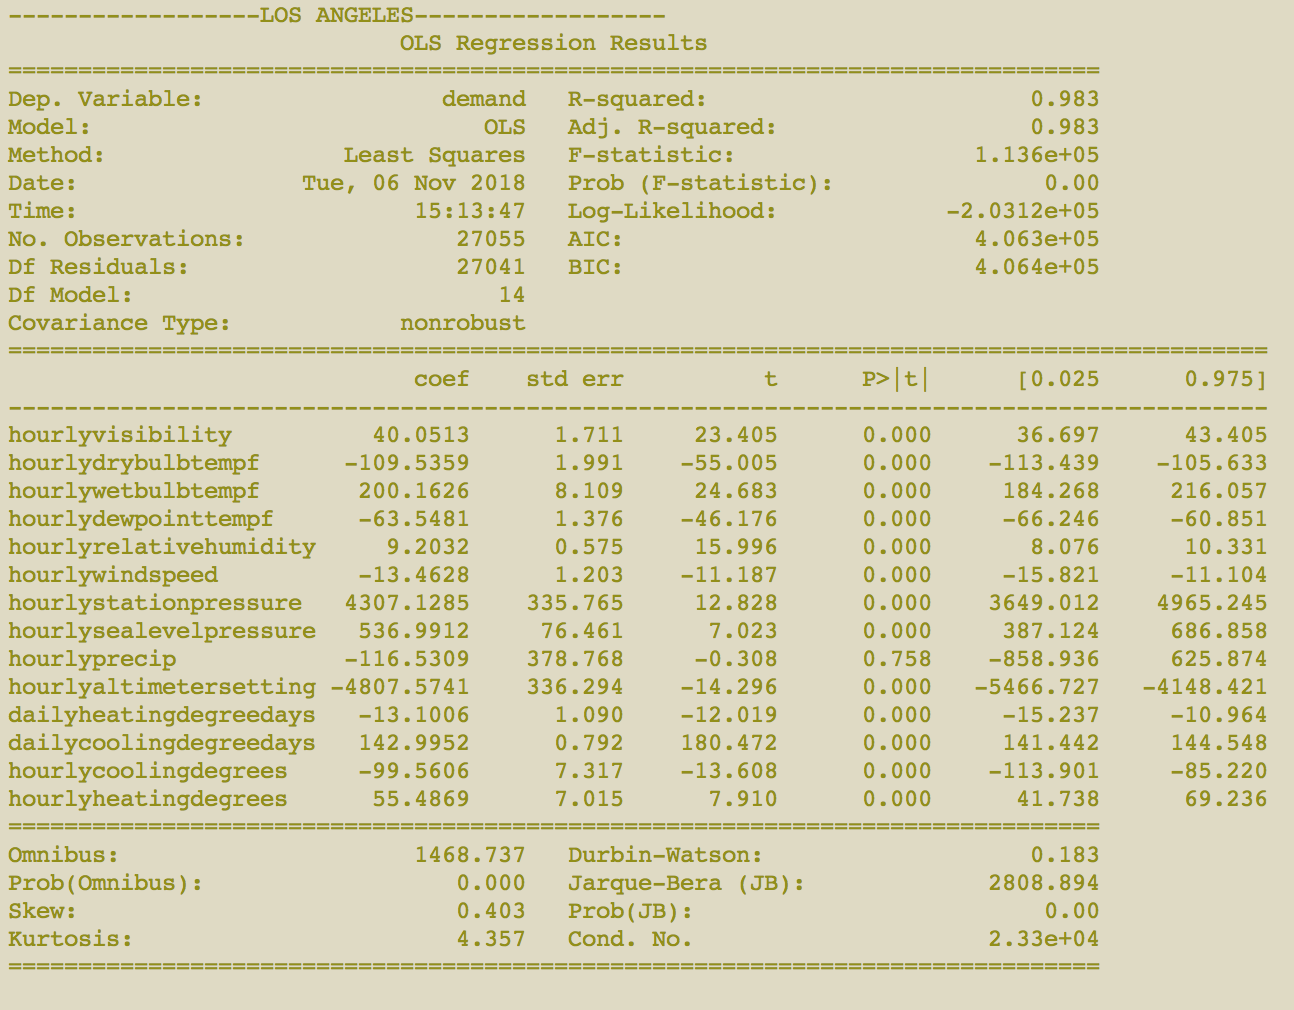 ------------------LOS ANGELES------------------
                            OLS Regression Results
==============================================================================
Dep. Variable:                 demand   R-squared:                       0.983
Model:                            OLS   Adj. R-squared:                  0.983
Method:                 Least Squares   F-statistic:                 1.136e+05
Date:                Tue, 06 Nov 2018   Prob (F-statistic):               0.00
Time:                        15:13:47   Log-Likelihood:            -2.0312e+05
No. Observations:               27055   AIC:                         4.063e+05
Df Residuals:                   27041   BIC:                         4.064e+05
Df Model:                          14
Covariance Type:            nonrobust
==========================================================================================
                             coef    std err          t      P>|t|      [0.025      0.975]
------------------------------------------------------------------------------------------
hourlyvisibility          40.0513      1.711     23.405      0.000      36.697      43.405
hourlydrybulbtempf      -109.5359      1.991    -55.005      0.000    -113.439    -105.633
hourlywetbulbtempf       200.1626      8.109     24.683      0.000     184.268     216.057
hourlydewpointtempf      -63.5481      1.376    -46.176      0.000     -66.246     -60.851
hourlyrelativehumidity     9.2032      0.575     15.996      0.000       8.076      10.331
hourlywindspeed          -13.4628      1.203    -11.187      0.000     -15.821     -11.104
hourlystationpressure   4307.1285    335.765     12.828      0.000    3649.012    4965.245
hourlysealevelpressure   536.9912     76.461      7.023      0.000     387.124     686.858
hourlyprecip            -116.5309    378.768     -0.308      0.758    -858.936     625.874
hourlyaltimetersetting -4807.5741    336.294    -14.296      0.000   -5466.727   -4148.421
dailyheatingdegreedays   -13.1006      1.090    -12.019      0.000     -15.237     -10.964
dailycoolingdegreedays   142.9952      0.792    180.472      0.000     141.442     144.548
hourlycoolingdegrees     -99.5606      7.317    -13.608      0.000    -113.901     -85.220
hourlyheatingdegrees      55.4869      7.015      7.910      0.000      41.738      69.236
==============================================================================
Omnibus:                     1468.737   Durbin-Watson:                   0.183
Prob(Omnibus):                  0.000   Jarque-Bera (JB):             2808.894
Skew:                           0.403   Prob(JB):                         0.00
Kurtosis:                       4.357   Cond. No.                     2.33e+04
==============================================================================